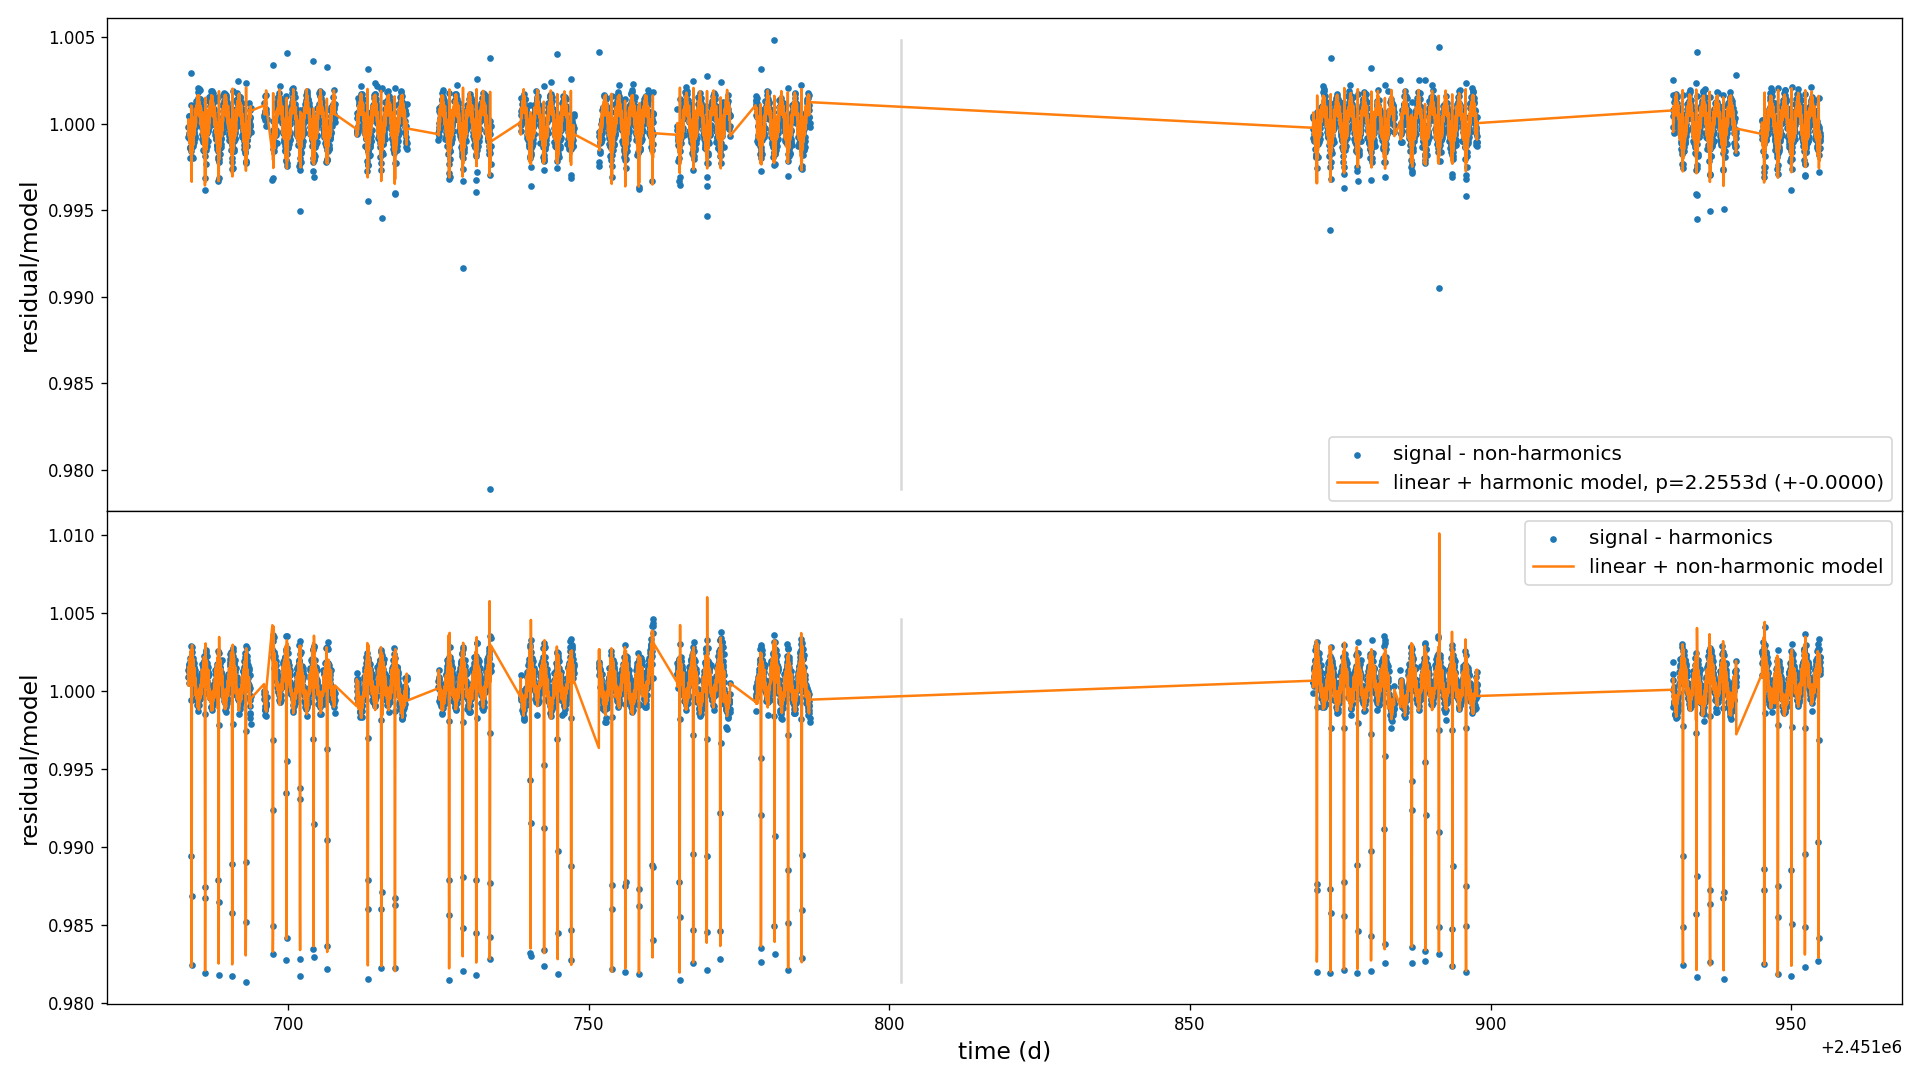 1.005
1.000
0.995
0.990
0.985
0.980
residual/model
signal - non-harmonics
linear + harmonic model, p=2.2553d (+-0.0000)
1.010
1.005
1.000
0.995
0.990
0.985
0.980
residual/model
signal - harmonics
linear + non-harmonic model
700
750
800
850
900
950
time (d)
+2.451e6